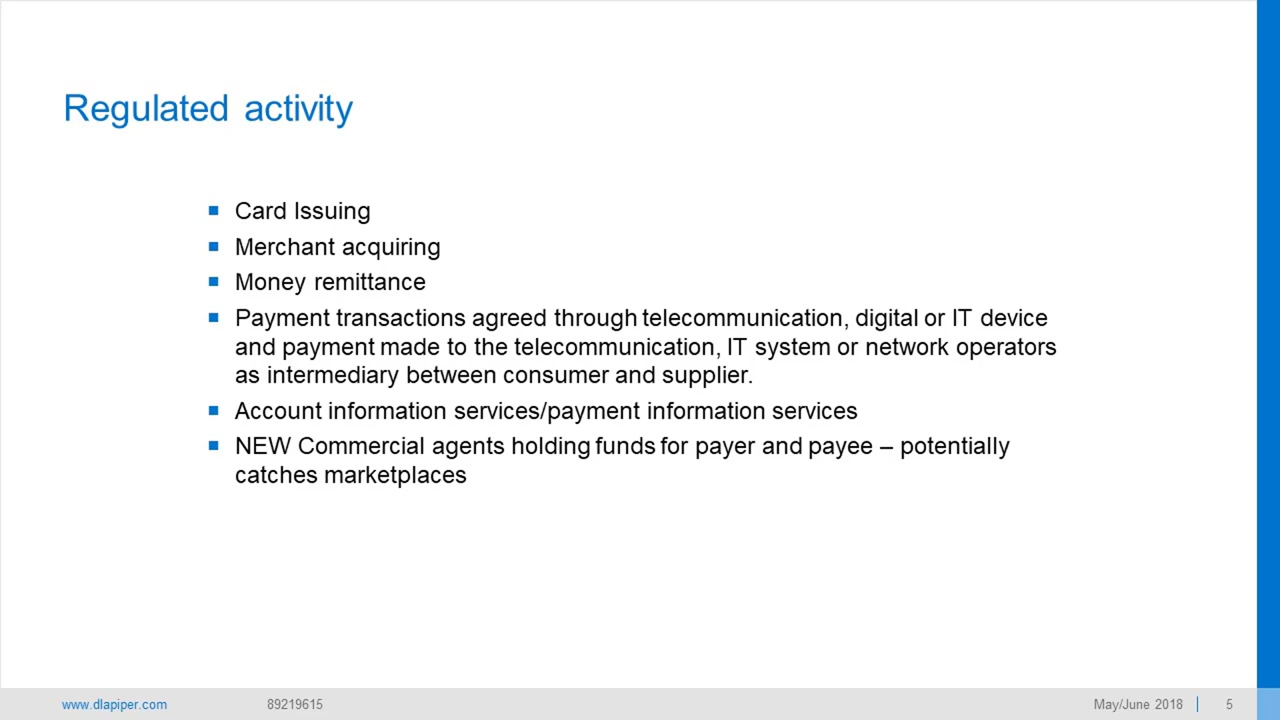 Regulated activity
Card Issuing
Merchant acquiring
Money remittance
Payment transactions agreed through telecommunication, digital or IT device
and payment made to the telecommunication, IT system or network operators
as intermediary between consumer and supplier.
Account information services/payment information services
NEW Commercial agents holding funds for payer and payee – potentially
catches marketplaces
www.dlapiper.com 89219615 May/June 2018 5